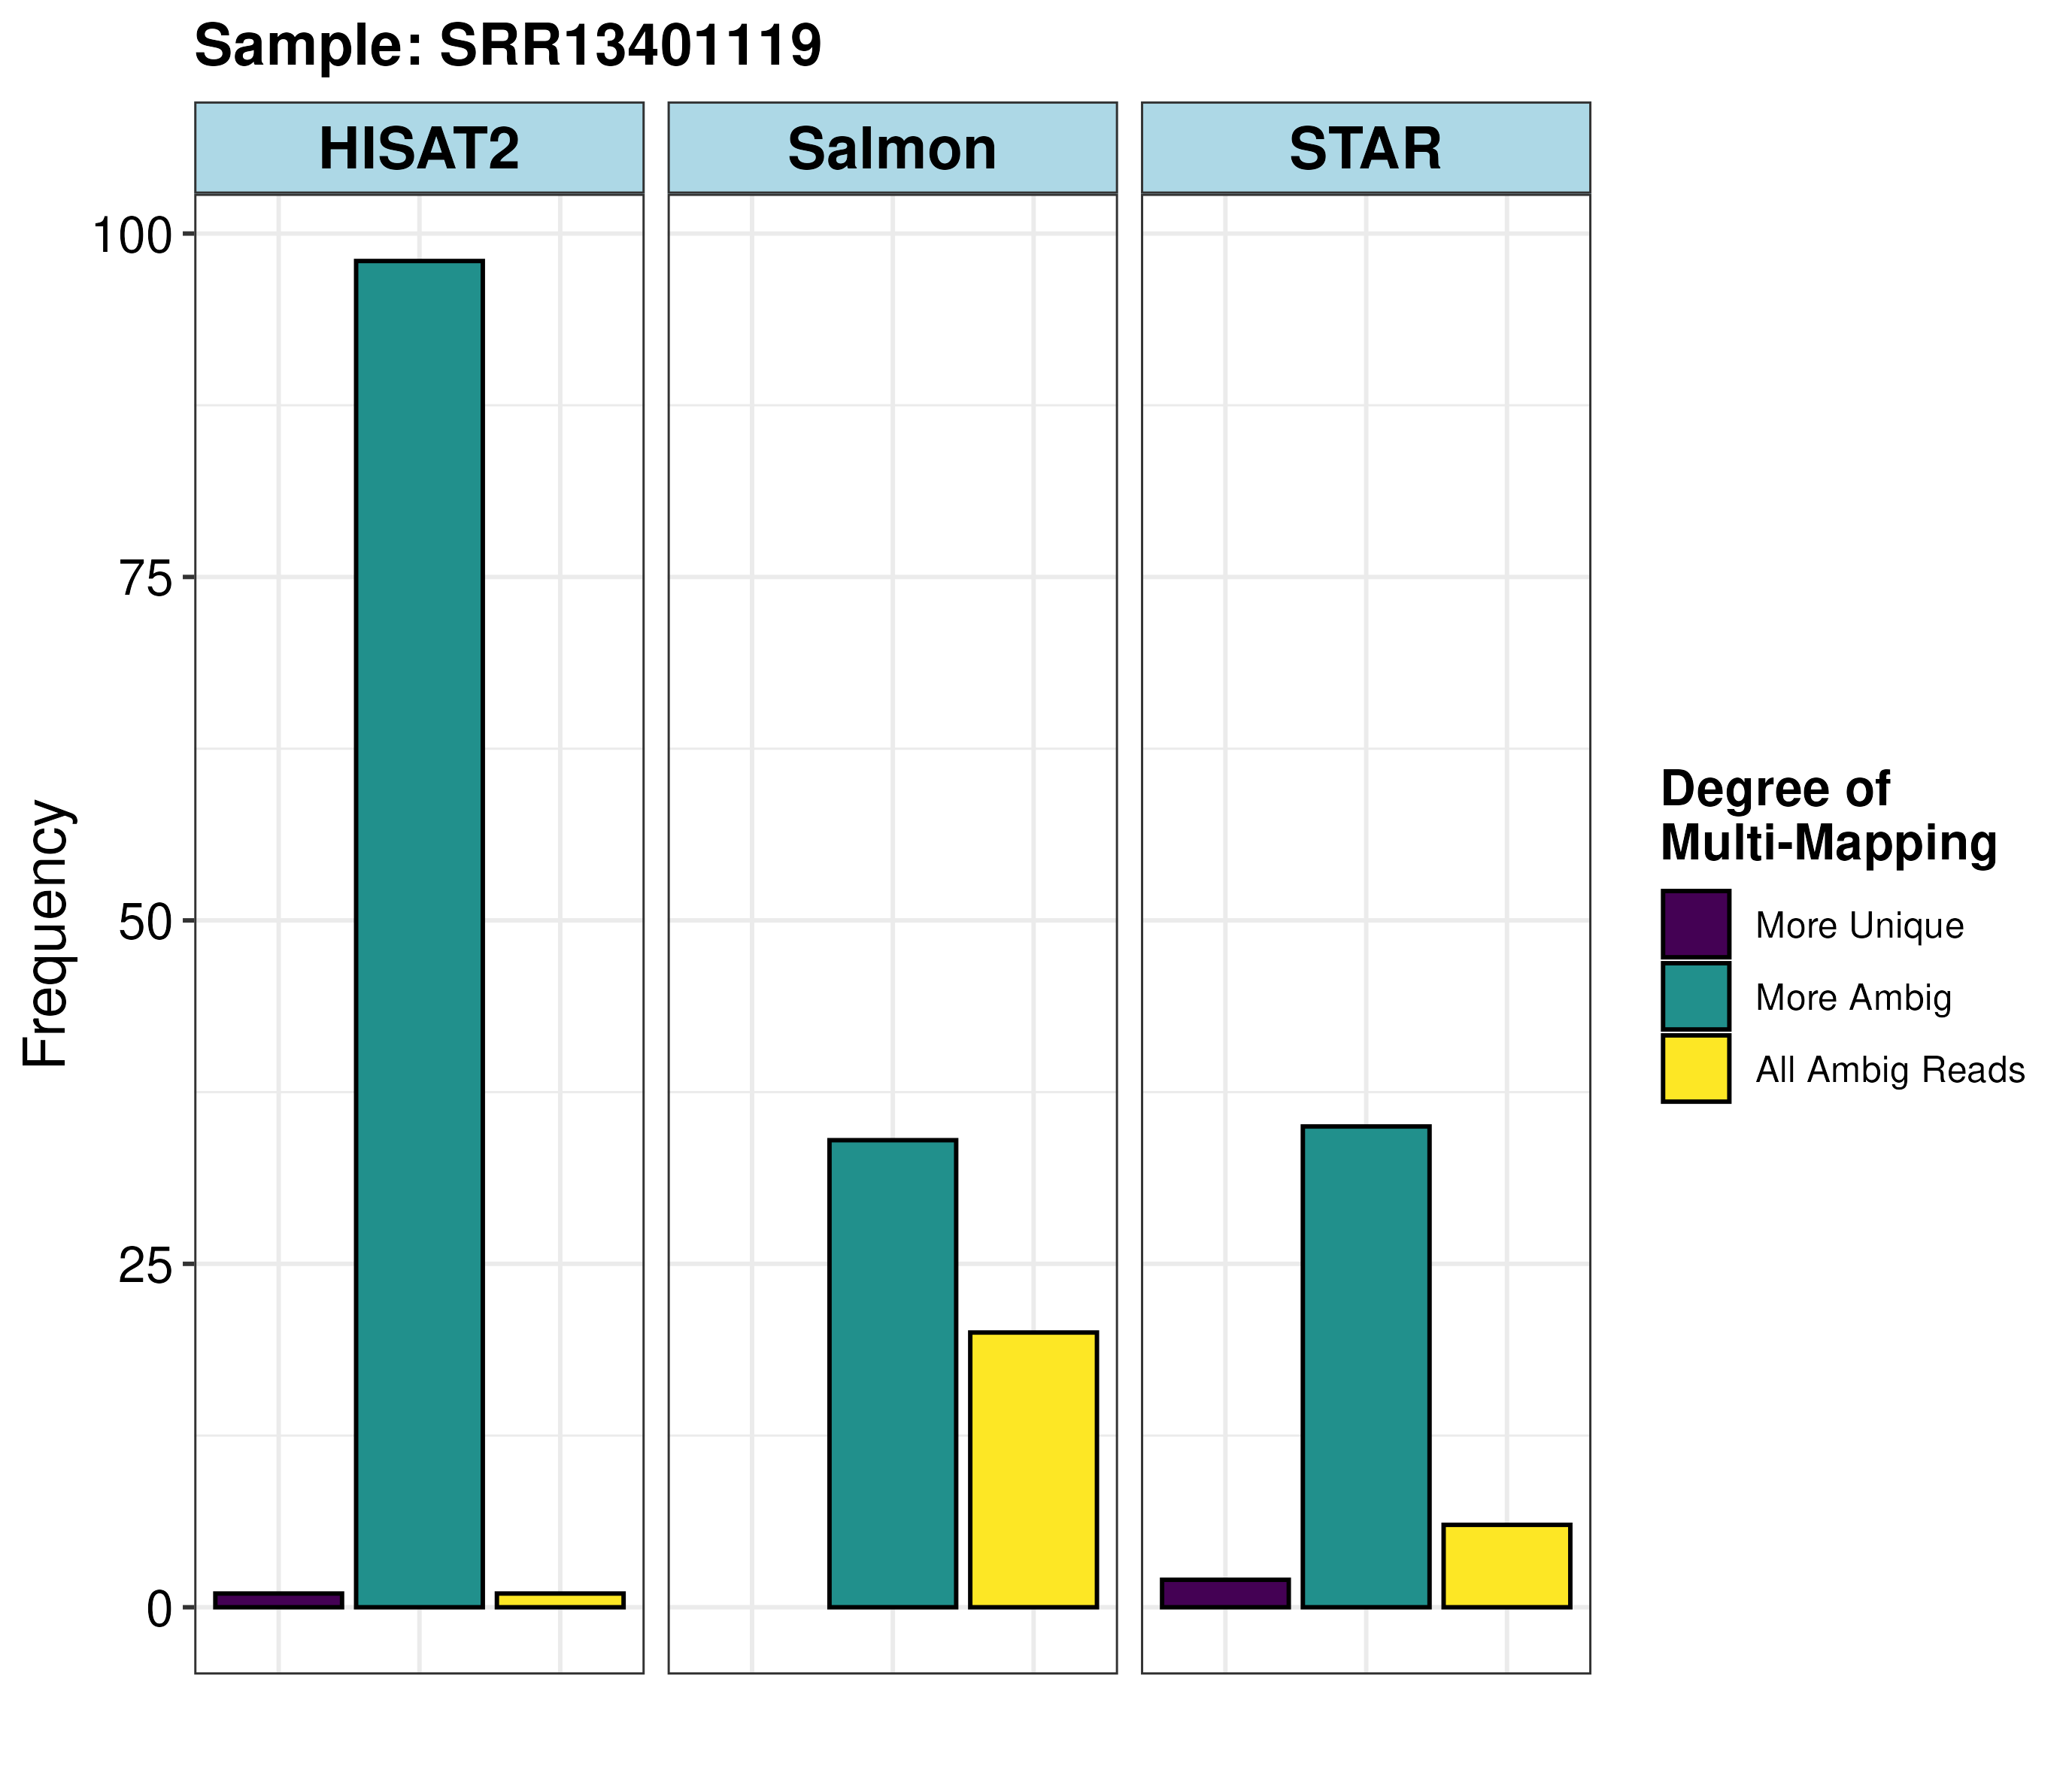 Sample: SRR13401119
HISAT2
Salmon
STAR
100
75
50
25
0
Frequency
Degree of
Multi-Mapping
More Unique
More Ambig
All Ambig Reads